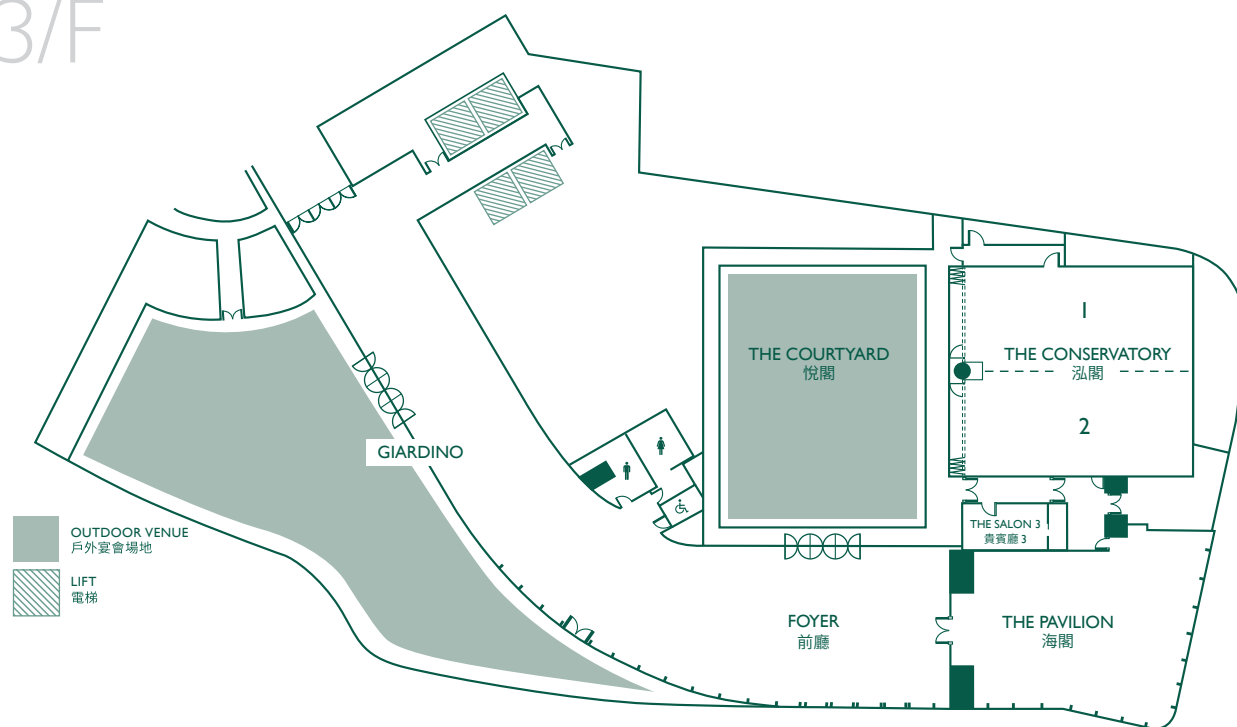 3/F
THE COURTYARD
悅閣
1
THE CONSERVATORY
泓閣
2
GIARDINO
THE SALON 3
貴賓廳 3
OUTDOOR VENUE
戶外宴會場地
LIFT
電梯
FOYER
前廳
THE PAVILION
海閣